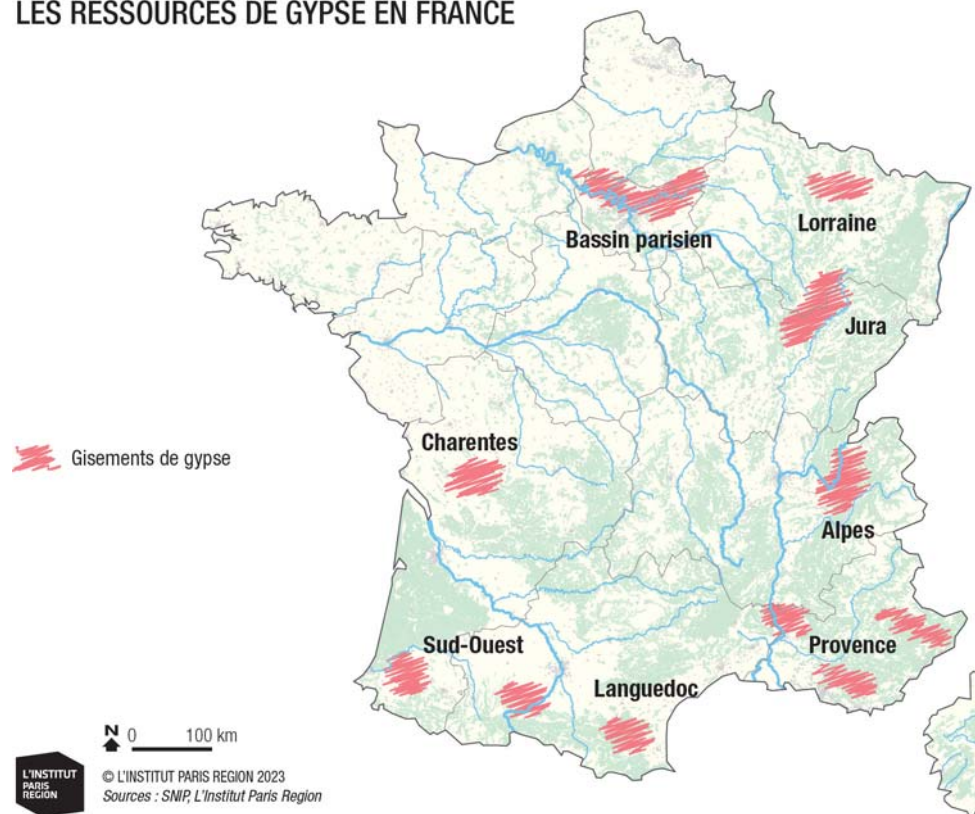 LES RESSOURCES DE GYPSE EN FRANCE
Bassin parisien
Lorraine
Jura
Charentes
Gisements de gypse
Alpes
Sud-Ouest
Provence
Languedoc
N 0 100 km
L'INSTITUT
PARIS
REGION
© L'INSTITUT PARIS REGION 2023
Sources : SNIP, L'Institut Paris Region